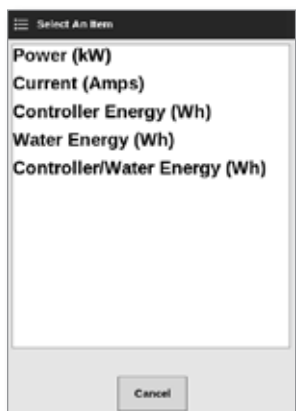 Select An Item
Power (kW)
Current (Amps)
Controller Energy (Wh)
Water Energy (Wh)
Controller/Water Energy (Wh)
Cancel